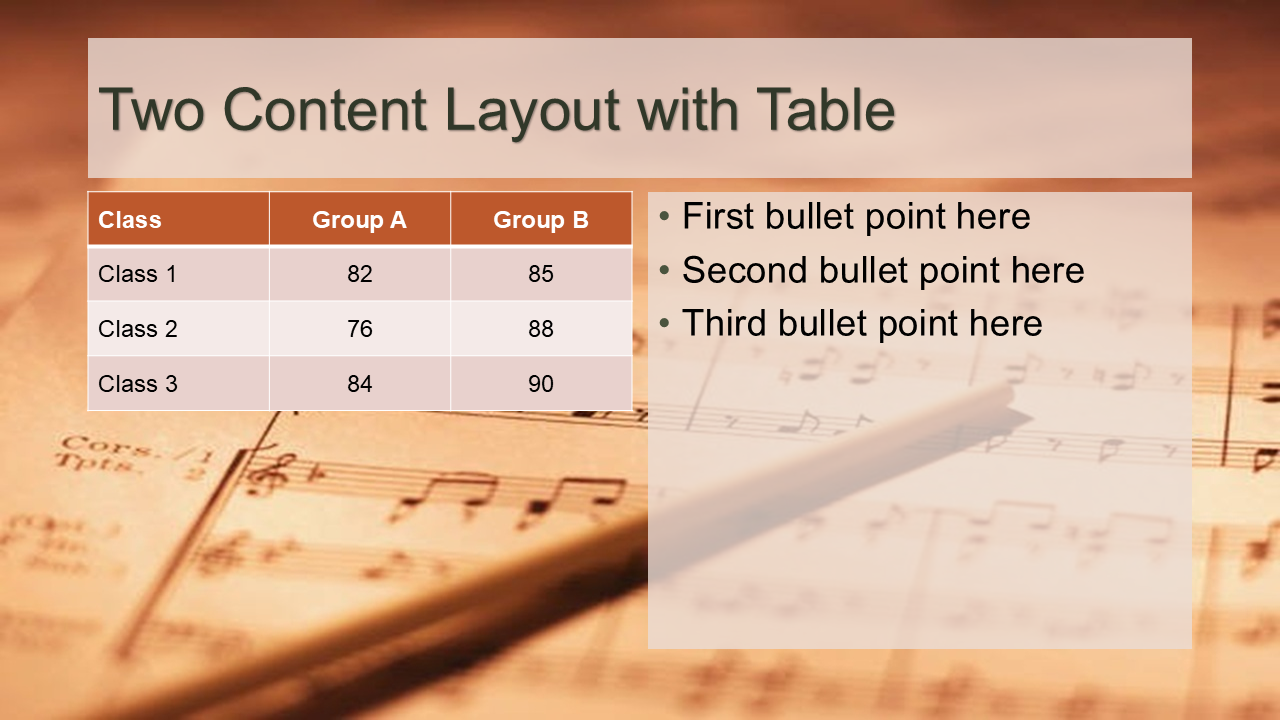 Two Content Layout with Table
Class Group A Group B
Class 1 82 85
Class 2 76 88
Class 3 84 90
• First bullet point here
• Second bullet point here
• Third bullet point here
Cors. /1
Tpts. 2